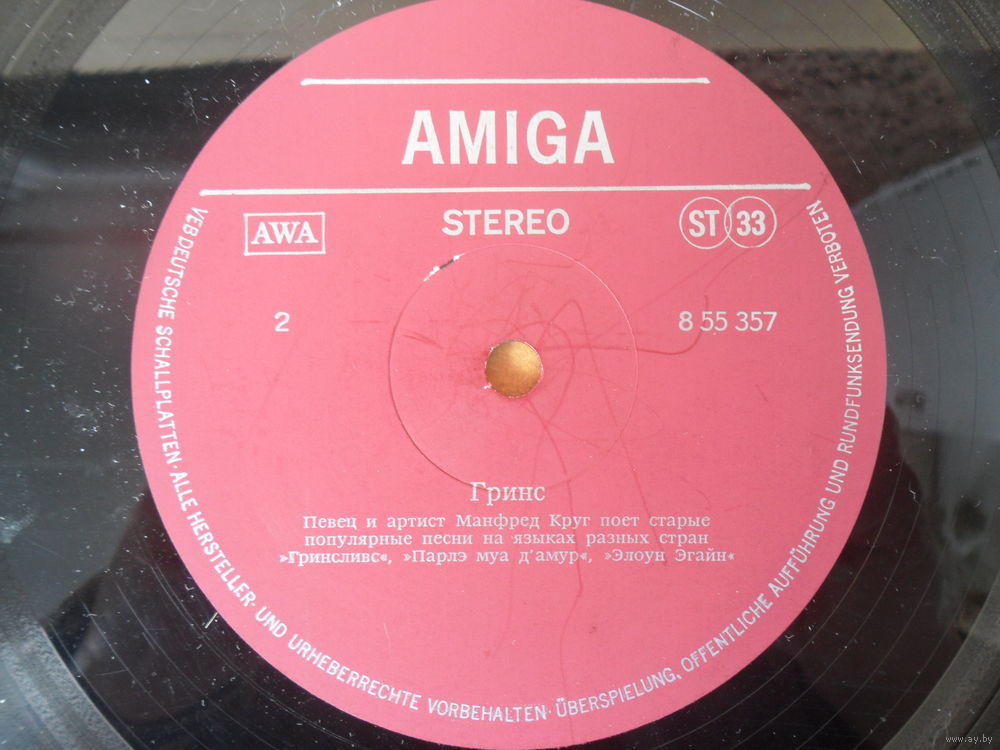 AMIGA
AWA
STEREO
ST 33
2
8 55 357
Гринс
Певец и артист Манфред Круг поет старые
популярные песни на языках разных стран
»Гринсливс«, »Парлэ муа д'амур«, »Элоун Эгайн«
VEB DEUTSCHE SCHALLPLATTEN · ALLE HERSTELLER- UND URHEBERRECHTE VORBEHALTEN · ÜBERSPIELUNG, ÖFFENTLICHE AUFFÜHRUNG UND RUNDFUNKSENDUNG VERBOTEN
www.ay.by